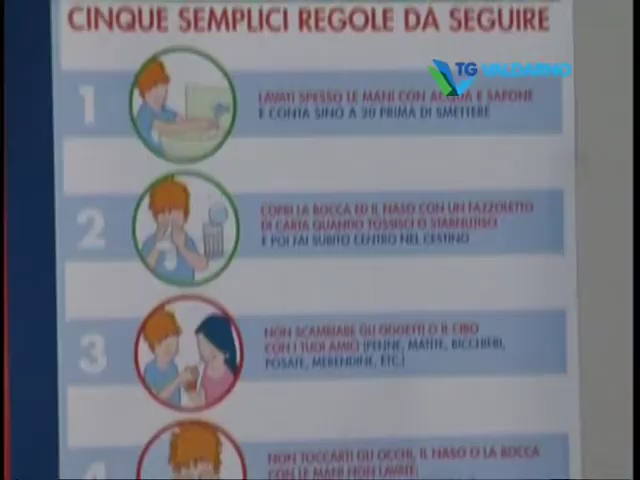 CINQUE SEMPLICI REGOLE DA SEGUIRE
TG VALDARNO
1
LAVATI SPESSO LE MANI CON ACQUA E SAPONE
E CONTA SINO A 20 PRIMA DI SMETTERE
2
COPRI LA BOCCA ED IL NASO CON UN FAZZOLETTO
DI CARTA QUANDO TOSSISCI O STARNUTISCI
E POI FAI SUBITO CENTRO NEL CESTINO
3
NON SCAMBIARE GLI OGGETTI O IL CIBO
CON I TUOI AMICI (PENNE, MATITE, BICCHIERI,
POSATE, MERENDINE, ETC.)
4
NON TOCCARTI GLI OCCHI, IL NASO O LA BOCCA
CON LE MANI NON LAVATE: